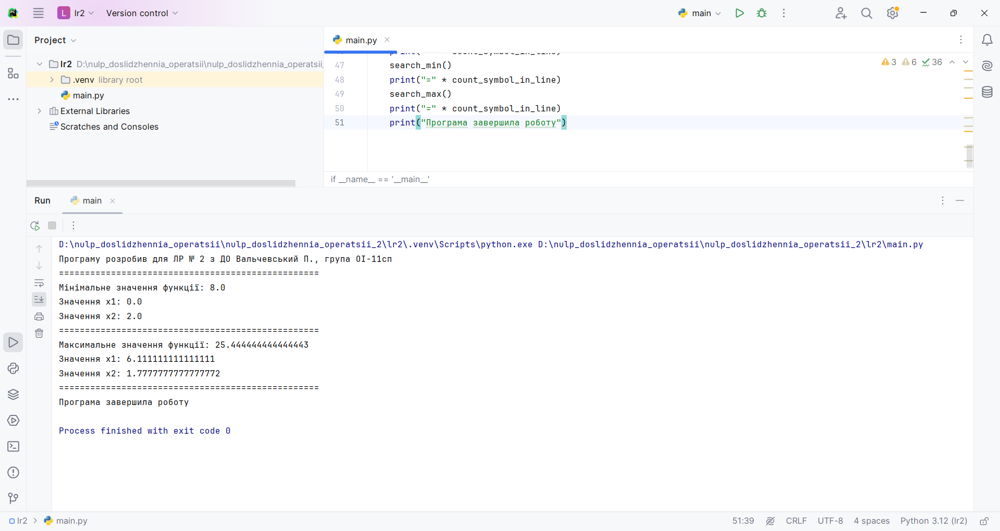 L lr2 Version control main
Project
main.py
lr2 D:\nulp_doslidzhennia_operatsii\nulp_doslidzhennia_operatsii_
.venv library root
main.py
External Libraries
Scratches and Consoles
47 search_min()
48 print("=" * count_symbol_in_line)
49 search_max()
50 print("=" * count_symbol_in_line)
51 print("Програма завершила роботу")
3 6 36
if __name__ == '__main__'
Run main
D:\nulp_doslidzhennia_operatsii\nulp_doslidzhennia_operatsii_2\lr2\.venv\Scripts\python.exe D:\nulp_doslidzhennia_operatsii\nulp_doslidzhennia_operatsii_2\lr2\main.py
Програму розробив для ЛР № 2 з ДО Вальчевський П., група ОІ-11сп
==================================================
Мінімальне значення функції: 8.0
Значення x1: 0.0
Значення x2: 2.0
==================================================
Максимальне значення функції: 25.444444444444443
Значення x1: 6.111111111111111
Значення x2: 1.7777777777777772
==================================================
Програма завершила роботу
Process finished with exit code 0
lr2 > main.py
51:39 CRLF UTF-8 4 spaces Python 3.12 (lr2)